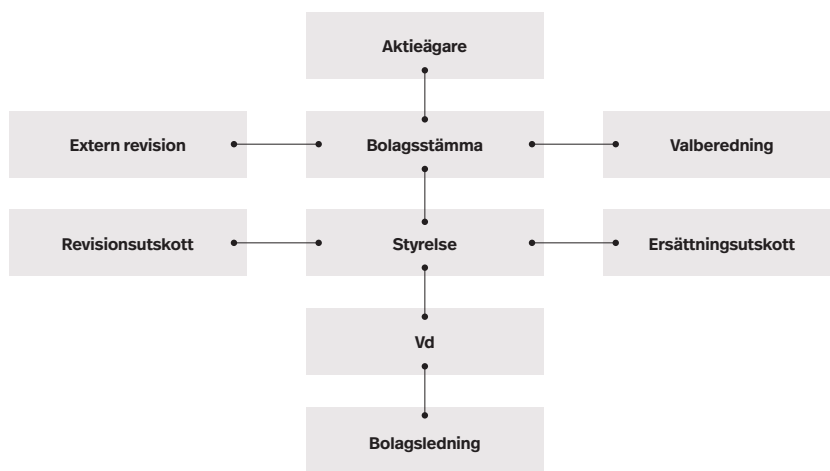 Aktieägare
Extern revision
Bolagsstämma
Valberedning
Revisionsutskott
Styrelse
Ersättningsutskott
Vd
Bolagsledning